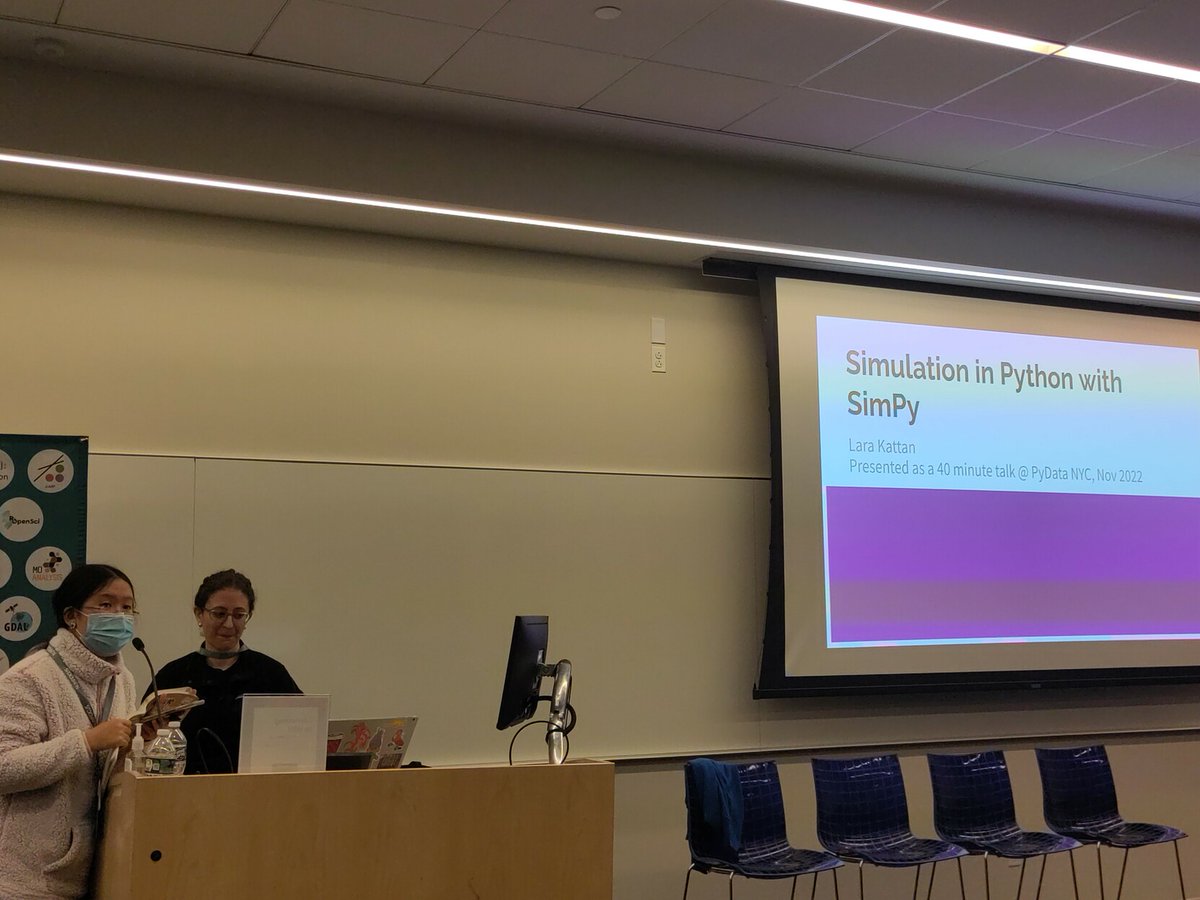 Simulation in Python with
SimPy
Lara Kattan
Presented as a 40 minute talk @ PyData NYC, Nov 2022
OpenSci
MD
ANALYSIS
GDAL